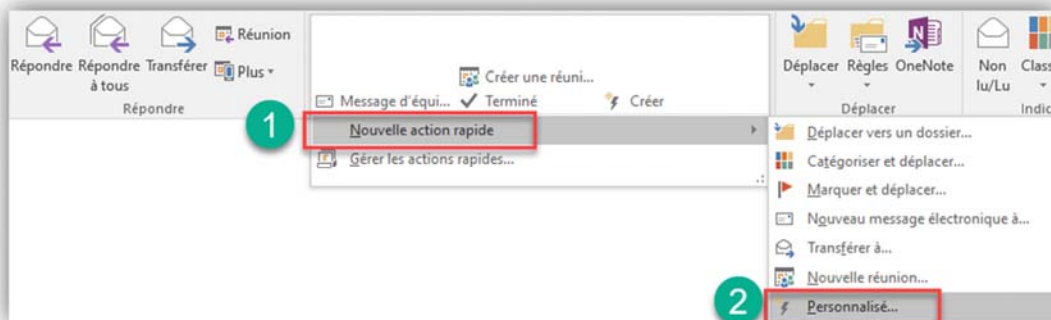 Répondre Répondre à tous Transférer Réunion
Plus
Répondre
Créer une réuni...
Message d'équi... Terminé Créer
1 Nouvelle action rapide
Gérer les actions rapides...
Déplacer Règles OneNote
Déplacer
Non lu/Lu Class
Indic
Déplacer vers un dossier...
Catégoriser et déplacer...
Marquer et déplacer...
Nouveau message électronique à...
Transférer à...
Nouvelle réunion...
2 Personnalisé...